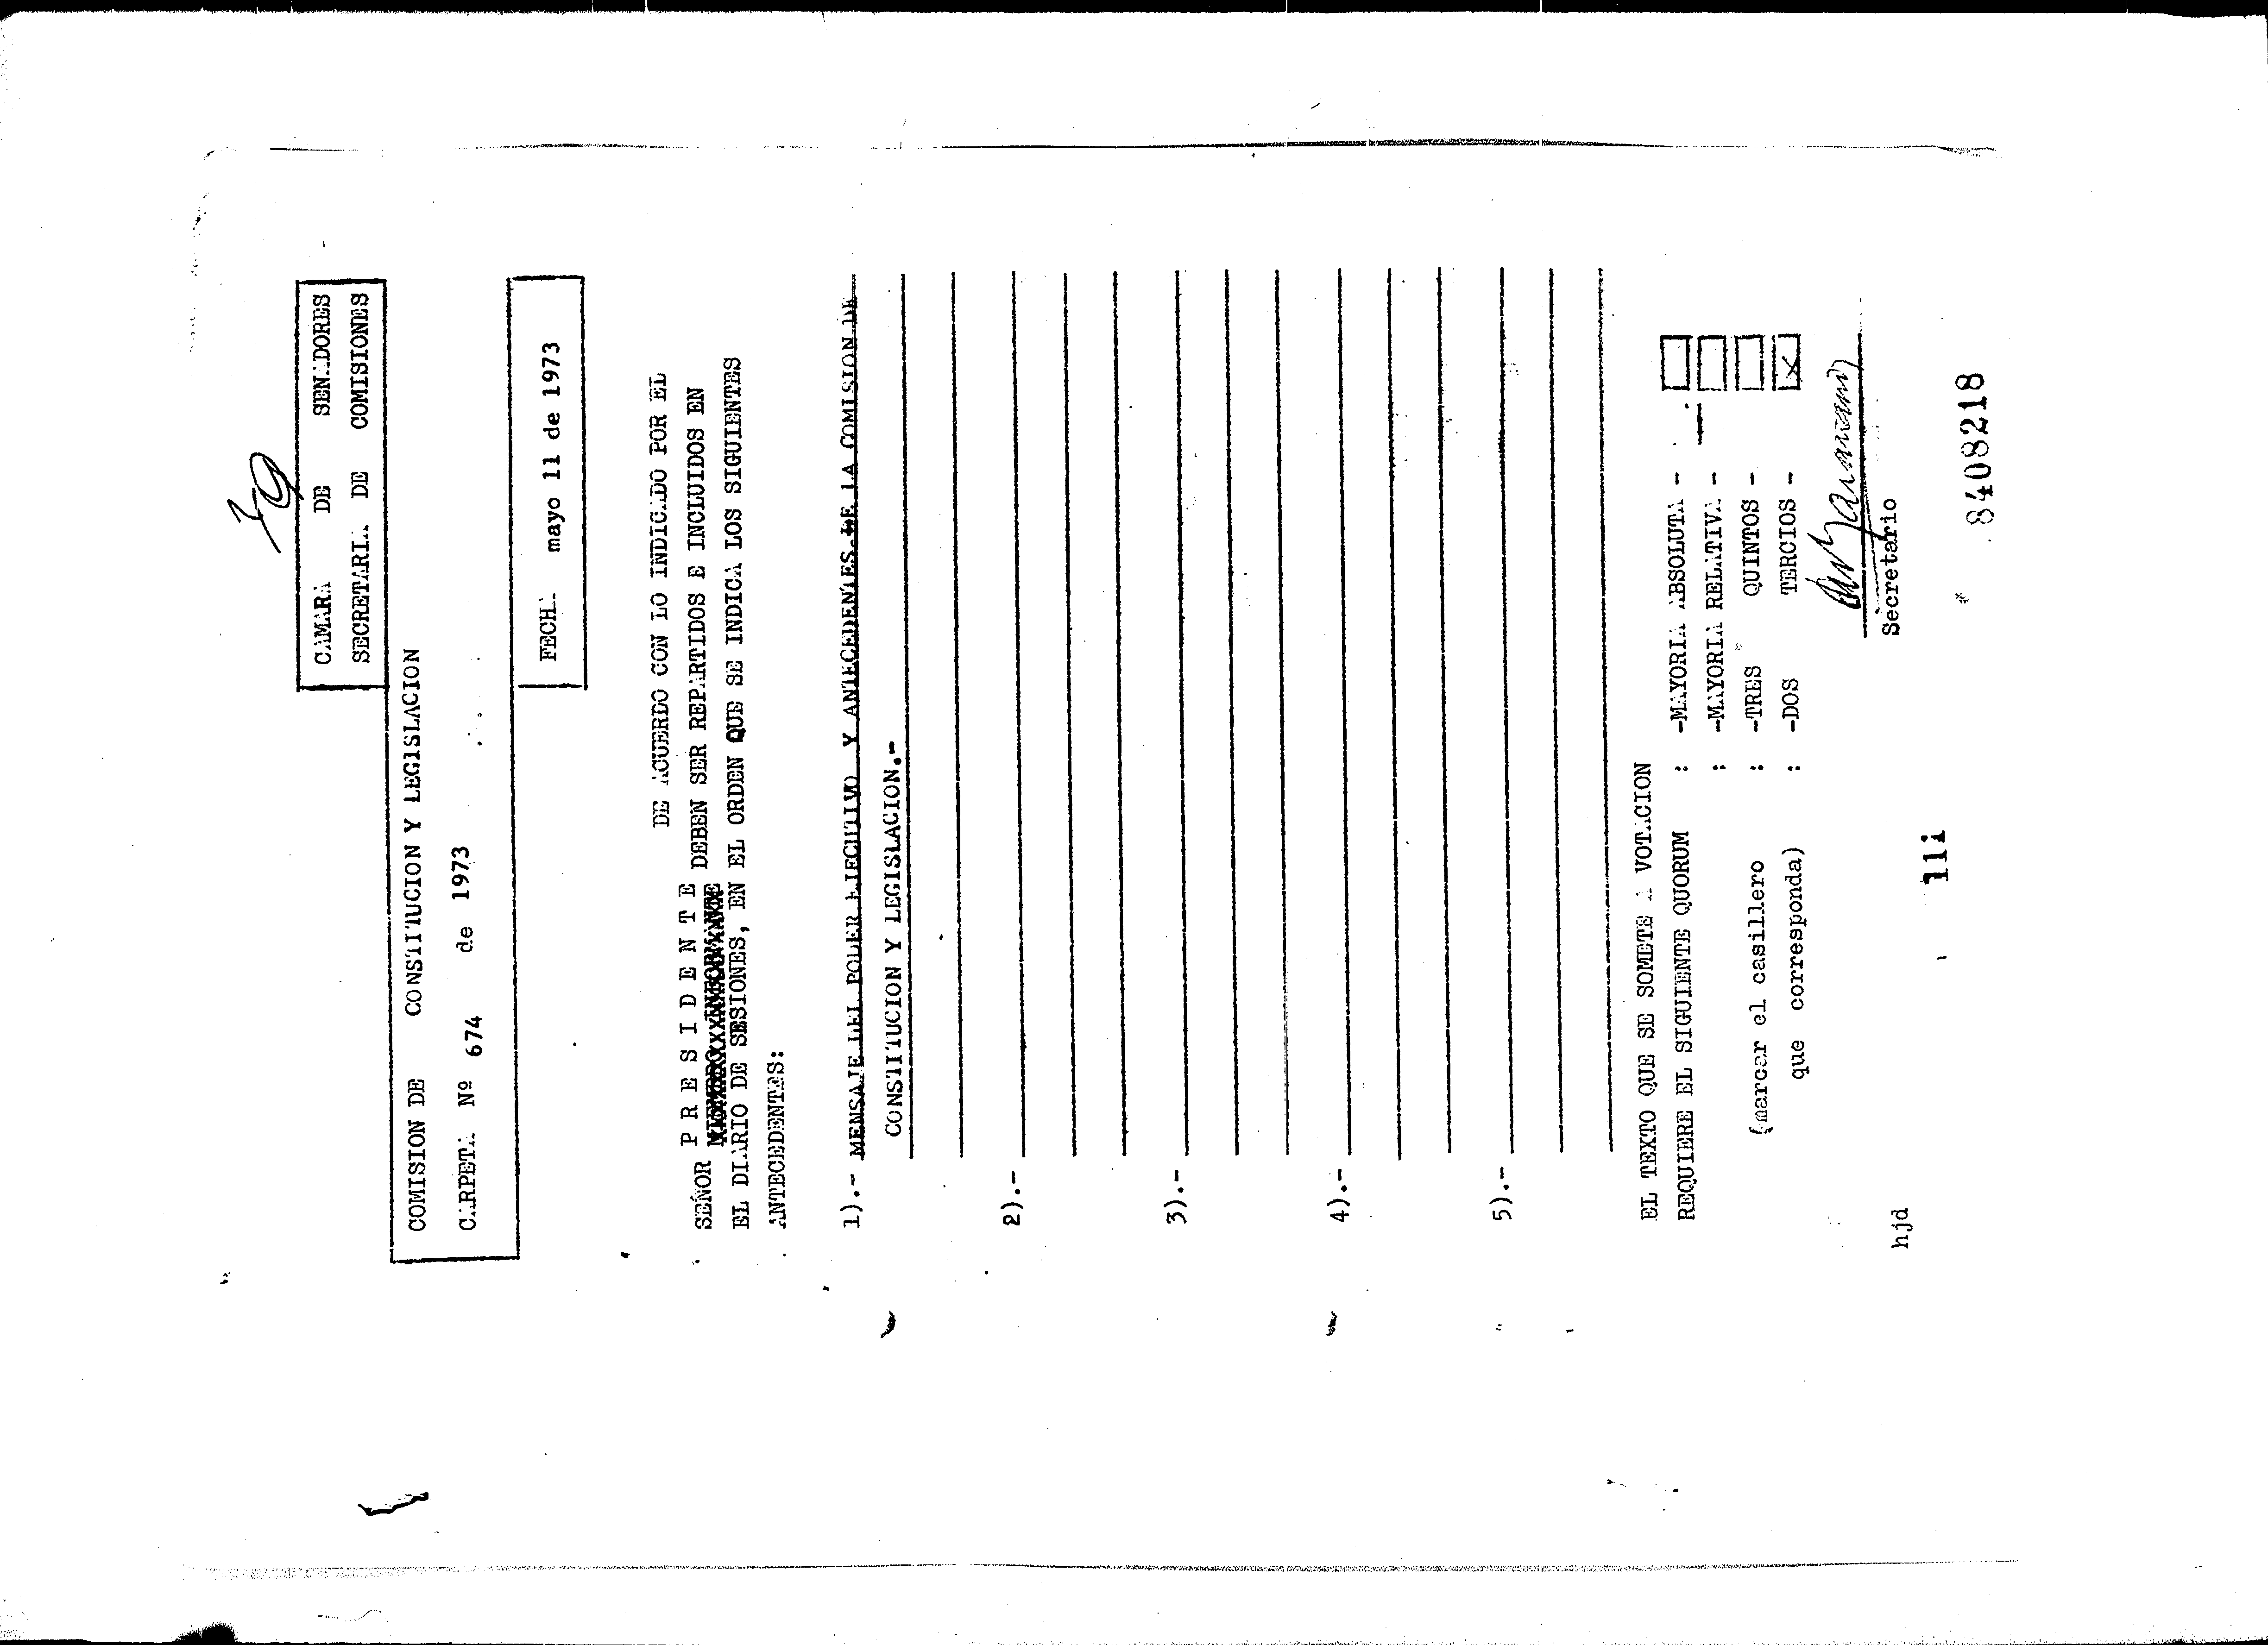 70
CAMARA DE SENADORES
SECRETARIA DE COMISIONES
COMISION DE CONSTITUCION Y LEGISLACION
CARPETA Nº 674 de 1973
FECHA mayo 11 de 1973
DE ACUERDO CON LO INDICADO POR EL
SEÑOR P R E S I D E N T E DEBEN SER REPARTIDOS E INCLUIDOS EN
EL DIARIO DE SESIONES, EN EL ORDEN QUE SE INDICA LOS SIGUIENTES
ANTECEDENTES:
1).- MENSAJE DEL PODER EJECUTIVO Y ANTECEDENTES DE LA COMISION DE
CONSTITUCION Y LEGISLACION.-
2).-
3).-
4).-
5).-
EL TEXTO QUE SE SOMETE A VOTACION
REQUIERE EL SIGUIENTE QUORUM : -MAYORIA ABSOLUTA -
: -MAYORIA RELATIVA -
(marcar el casillero : -TRES QUINTOS -
que corresponda) : -DOS TERCIOS - X
Secretario
hjd
111
8408218